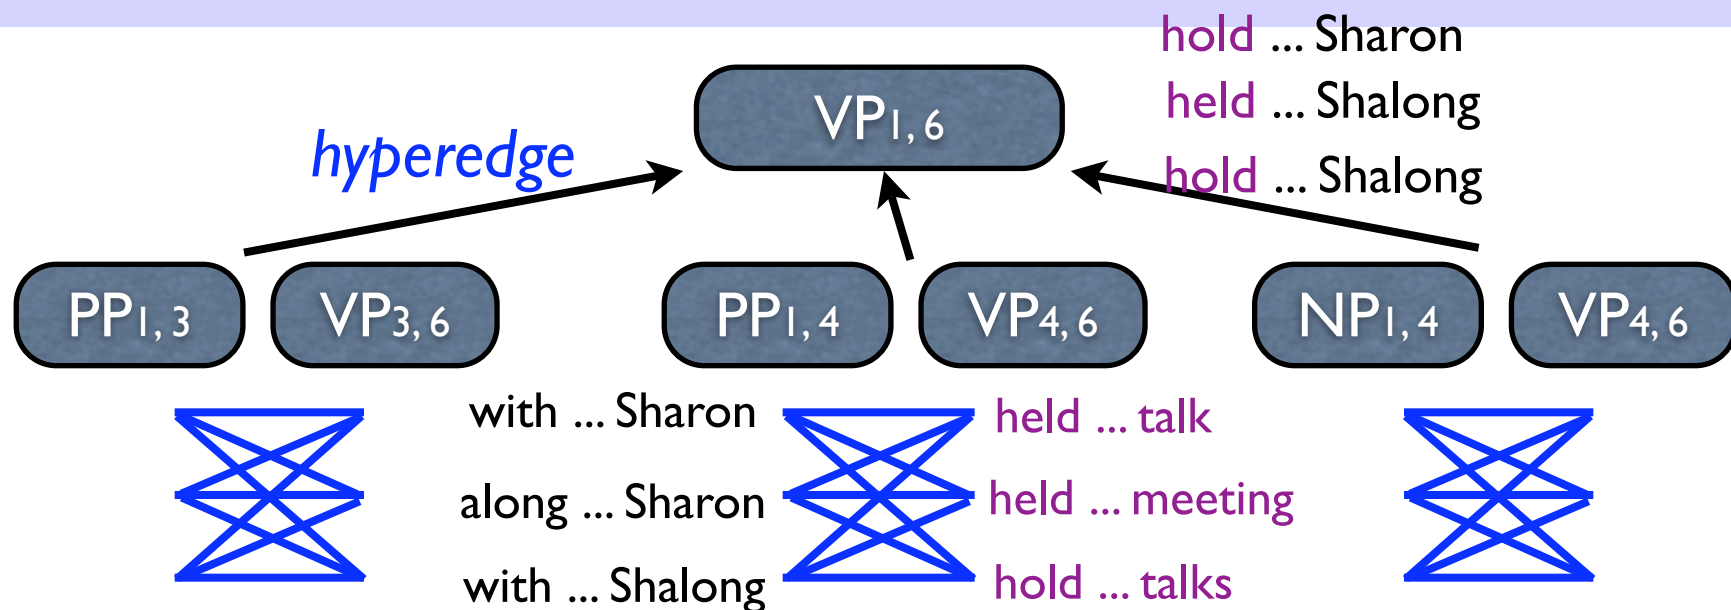 hold ... Sharon
VP1, 6
held ... Shalong
hyperedge
hold ... Shalong
PP1, 3
VP3, 6
PP1, 4
VP4, 6
NP1, 4
VP4, 6
with ... Sharon
held ... talk
along ... Sharon
held ... meeting
with ... Shalong
hold ... talks